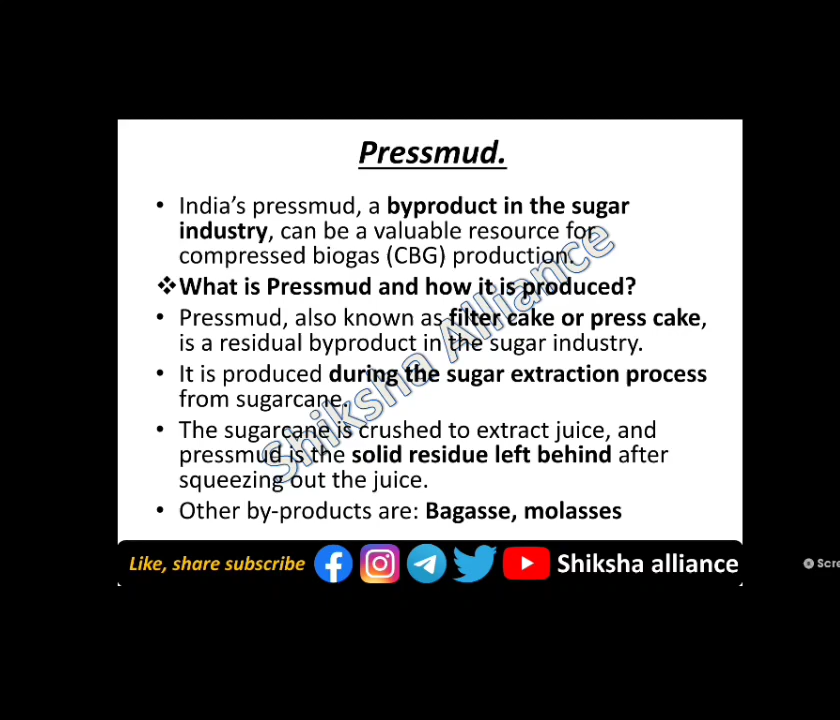 Pressmud.
• India's pressmud, a byproduct in the sugar
industry, can be a valuable resource for
compressed biogas (CBG) production.
❖What is Pressmud and how it is produced?
• Pressmud, also known as filter cake or press cake,
is a residual byproduct in the sugar industry.
• It is produced during the sugar extraction process
from sugarcane.
• The sugarcane is crushed to extract juice, and
pressmud is the solid residue left behind after
squeezing out the juice.
• Other by-products are: Bagasse, molasses
Shiksha Alliance
Like, share subscribe
Shiksha alliance